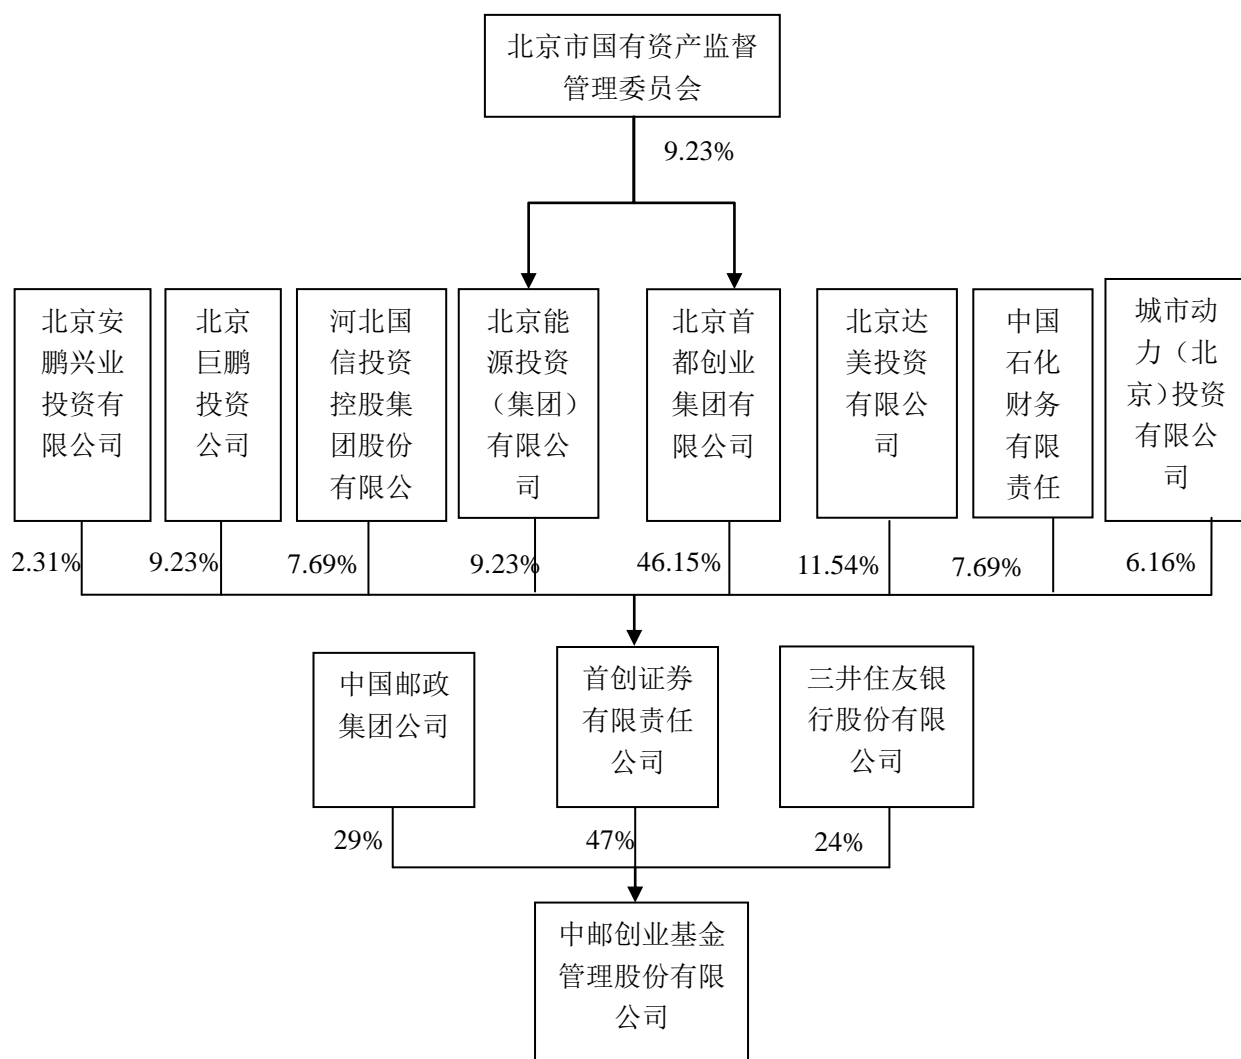 北京市国有资产监督
管理委员会
9.23%
北京安
鹏兴业
投资有
限公司
北京
巨鹏
投资
公司
河北国
信投资
控股集
团股份
有限公
北京能
源投资
（集团）
有限公
司
北京首
都创业
集团有
限公司
北京达
美投资
有限公
司
中国
石化
财务
有限
责任
城市动
力（北
京）投资
有限公
司
2.31%
9.23%
7.69%
9.23%
46.15%
11.54%
7.69%
6.16%
中国邮政
集团公司
首创证券
有限责任
公司
三井住友银
行股份有限
公司
29%
47%
24%
中邮创业基金
管理股份有限
公司